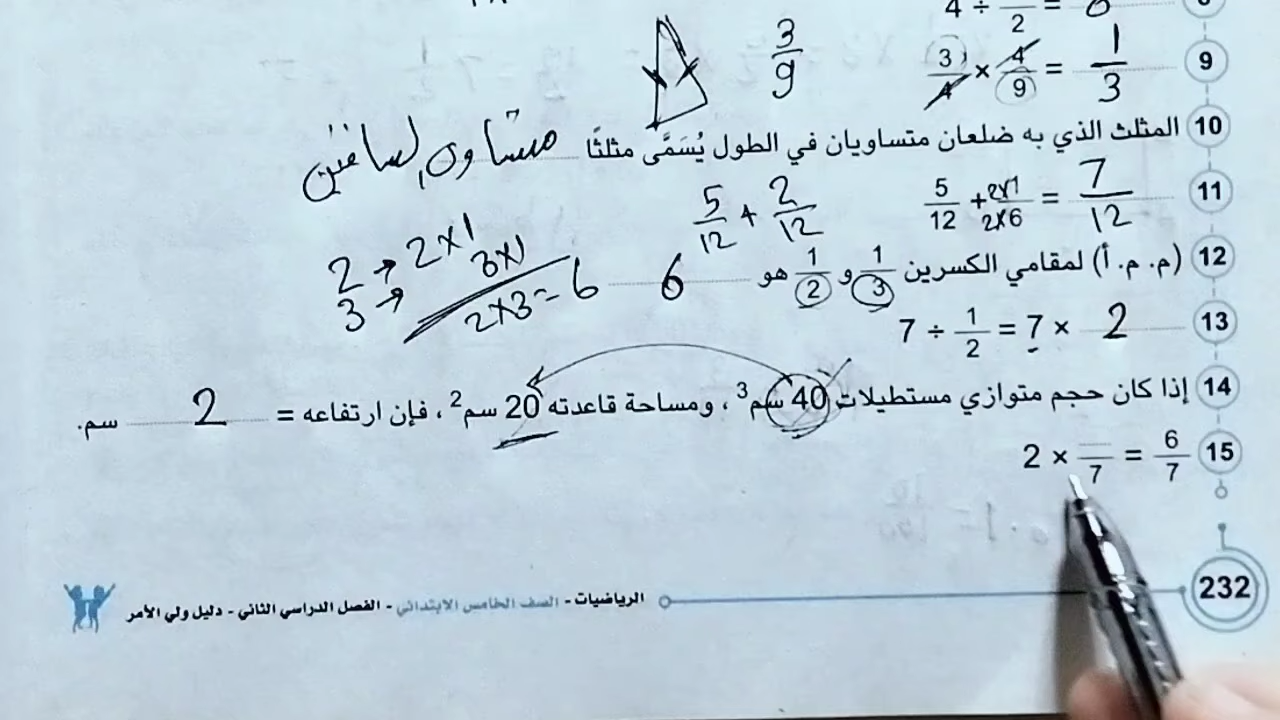 4 ÷ 2 =
9 3/4 × 4/9 = 1/3
3/9
10 المثلث الذي به ضلعان متساويان في الطول يُسَمَّى مثلثًا متساوى الساقين
11 5/12 + 2×1/2×6 = 7/12
5/12 + 2/12
12 (م. م. أ) لمقامي الكسرين 1/3 و 1/2 هو 6
2 → 2×1
3 → 3×1
2×3=6
13 7 ÷ 1/2 = 7 × 2
14 إذا كان حجم متوازي مستطيلات 40 سم³ ، ومساحة قاعدته 20 سم² ، فإن ارتفاعه = 2 سم.
15 2 × —/7 = 6/7
232
الرياضيات - الصف الخامس الابتدائي - الفصل الدراسي الثاني - دليل ولي الأمر